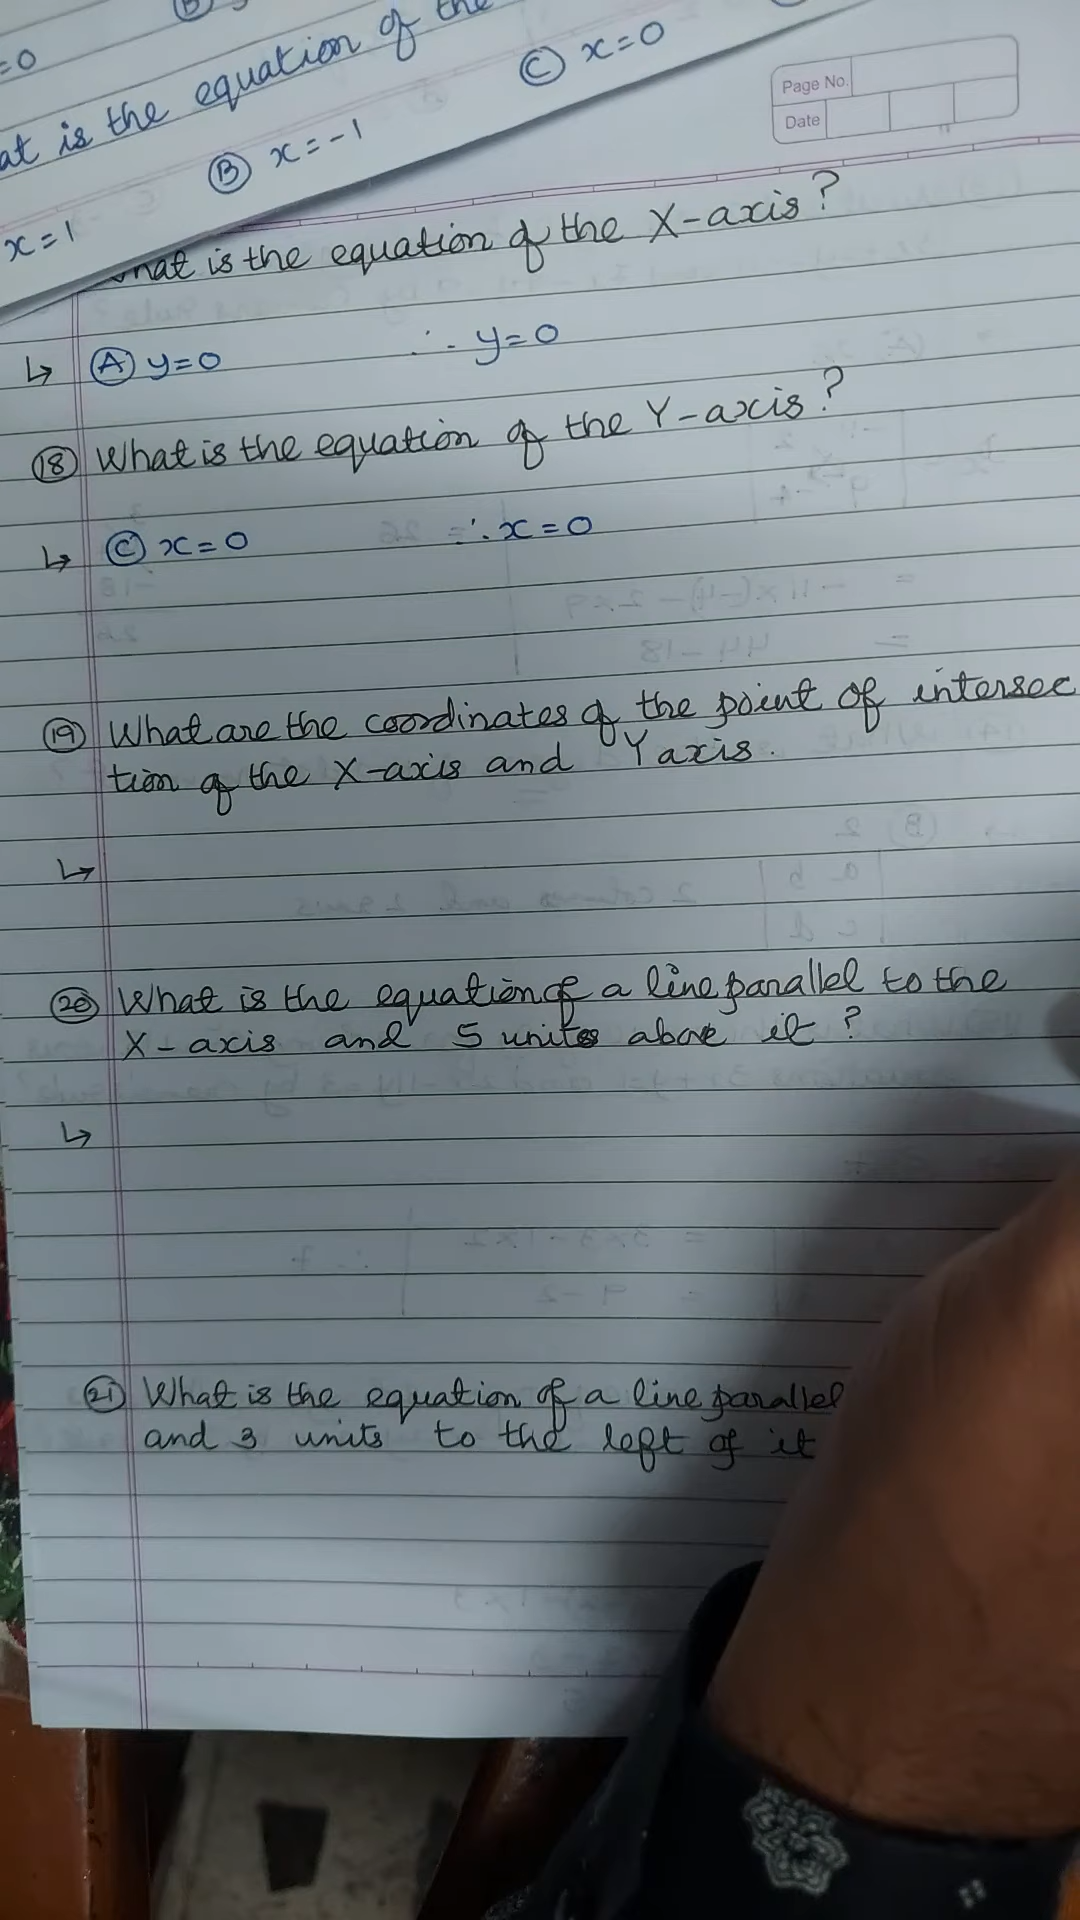 =0
at is the equation of the
x=1 Ⓑ x=-1 Ⓒ x=0
Page No.
Date
is the equation of the X-axis?
↳ Ⓐ y=0 ∴ y=0
⑱ What is the equation of the Y-axis?
↳ Ⓒ x=0 ∴ x=0
⑲ What are the coordinates of the point of intersec
tion of the X-axis and Y axis.
↳
⑳ What is the equation of a line parallel to the
X-axis and 5 units above it?
↳
㉑ What is the equation of a line parallel
and 3 units to the left of it